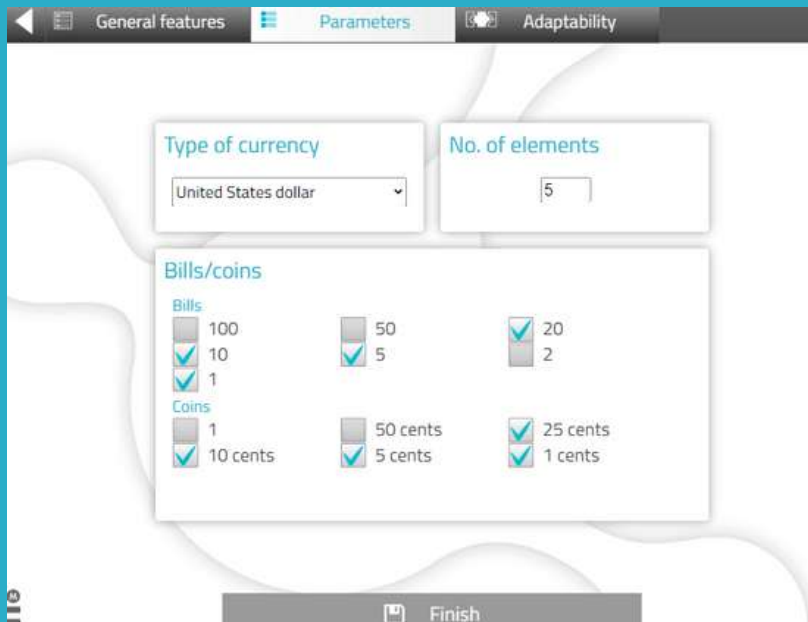 General features Parameters Adaptability
Type of currency
United States dollar
No. of elements
5
Bills/coins
Bills
100 50 20
10 5 2
1
Coins
1 50 cents 25 cents
10 cents 5 cents 1 cents
Finish